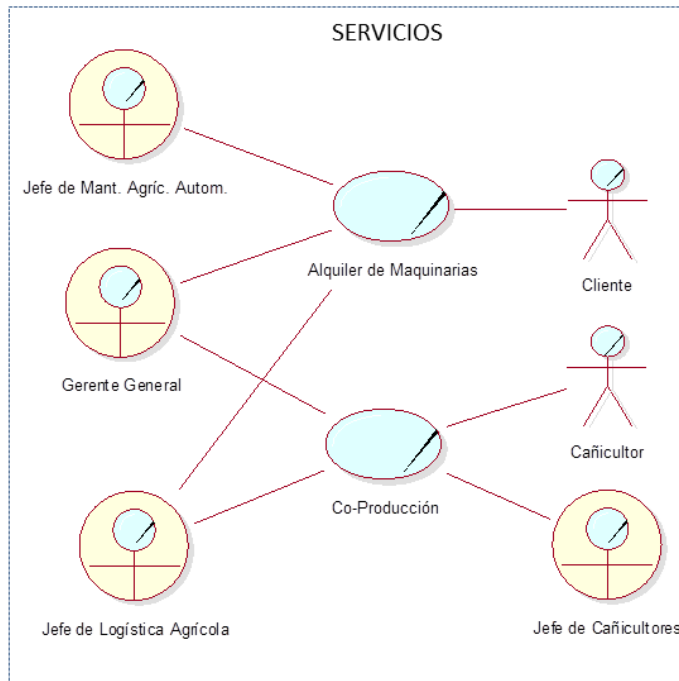 SERVICIOS
Jefe de Mant. Agríc. Autom.
Alquiler de Maquinarias
Cliente
Gerente General
Cañicultor
Co-Producción
Jefe de Logística Agrícola
Jefe de Cañicultores